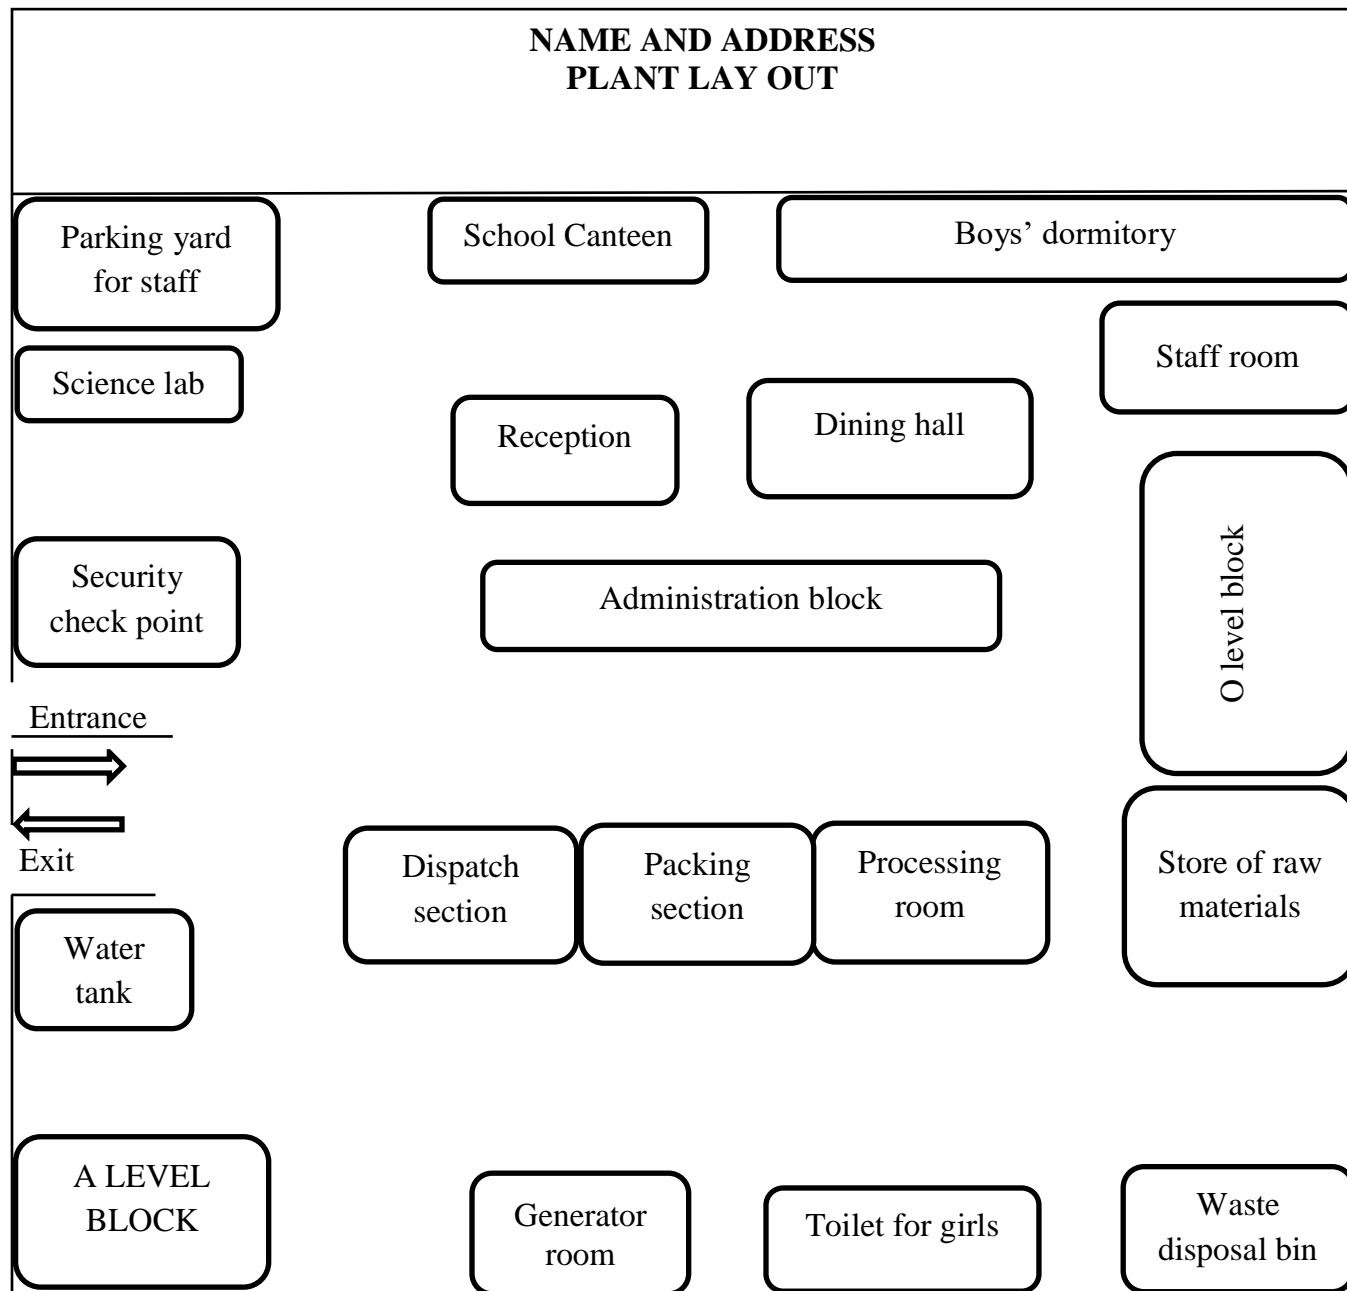 NAME AND ADDRESS
PLANT LAY OUT
Parking yard
for staff
School Canteen
Boys’ dormitory
Staff room
Science lab
Reception
Dining hall
Security
check point
Administration block
O level block
Entrance
Exit
Dispatch
section
Packing
section
Processing
room
Store of raw
materials
Water
tank
A LEVEL
BLOCK
Generator
room
Toilet for girls
Waste
disposal bin